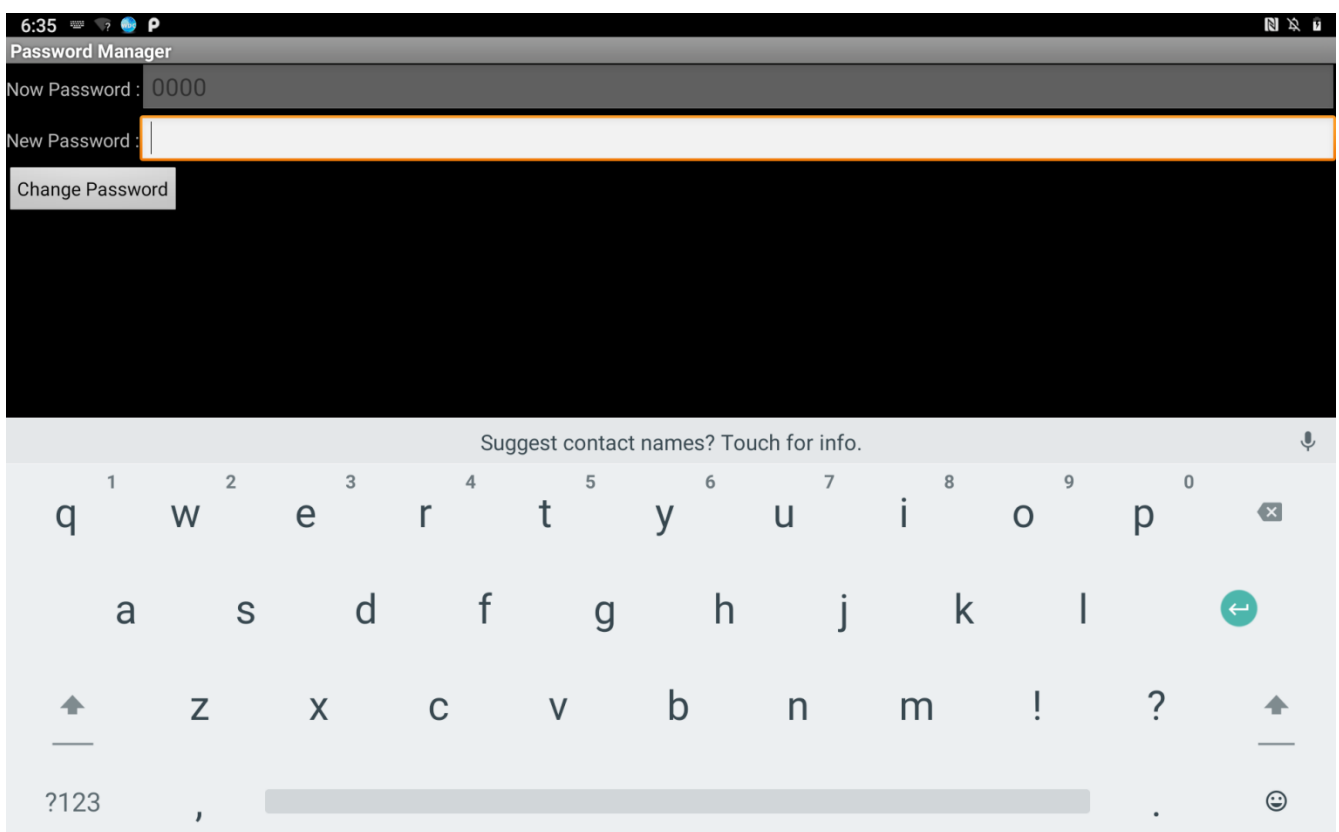 6:35
Password Manager
Now Password : 0000
New Password :
Change Password
Suggest contact names? Touch for info.
1 2 3 4 5 6 7 8 9 0
q w e r t y u i o p
a s d f g h j k l
z x c v b n m ! ?
?123 , .